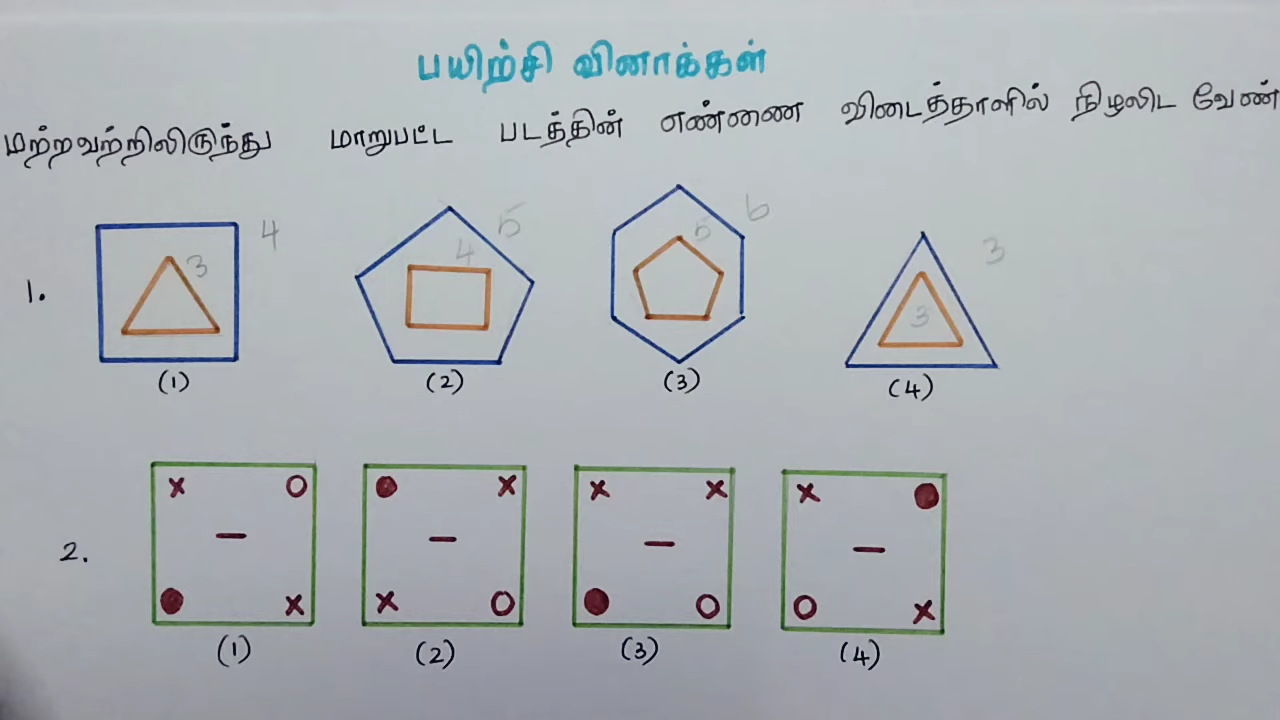 பயிற்சி வினாக்கள்
மற்றவற்றிலிருந்து மாறுபட்ட படத்தின் எண்ணை விடைத்தாளில் நிழலிட வேண்
4 5 6 3
1. 3 4 5 3
(1) (2) (3) (4)
2.
(1) (2) (3) (4)